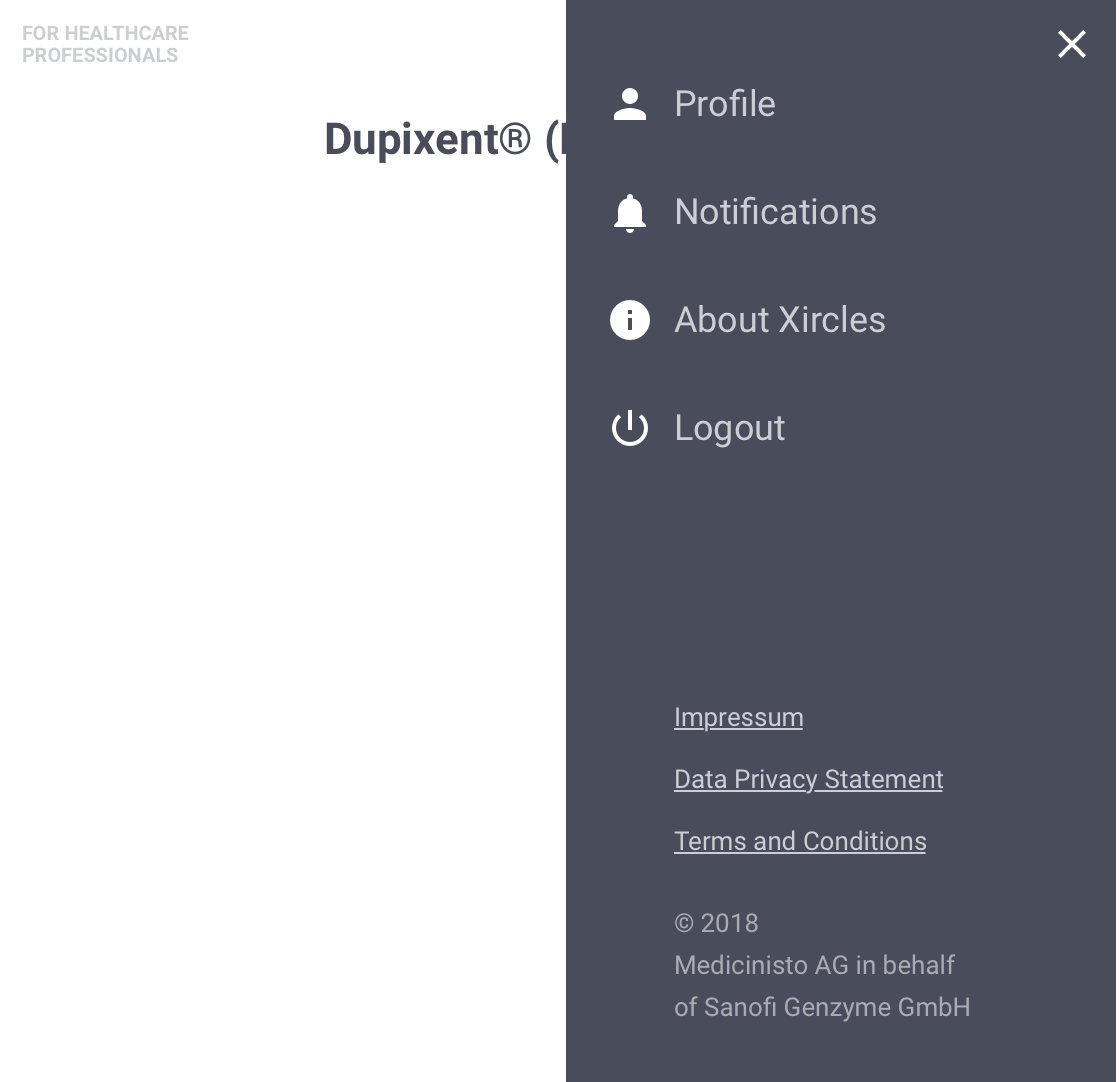 FOR HEALTHCARE
PROFESSIONALS
Dupixent® (
Profile
Notifications
About Xircles
Logout
Impressum
Data Privacy Statement
Terms and Conditions
© 2018
Medicinisto AG in behalf
of Sanofi Genzyme GmbH